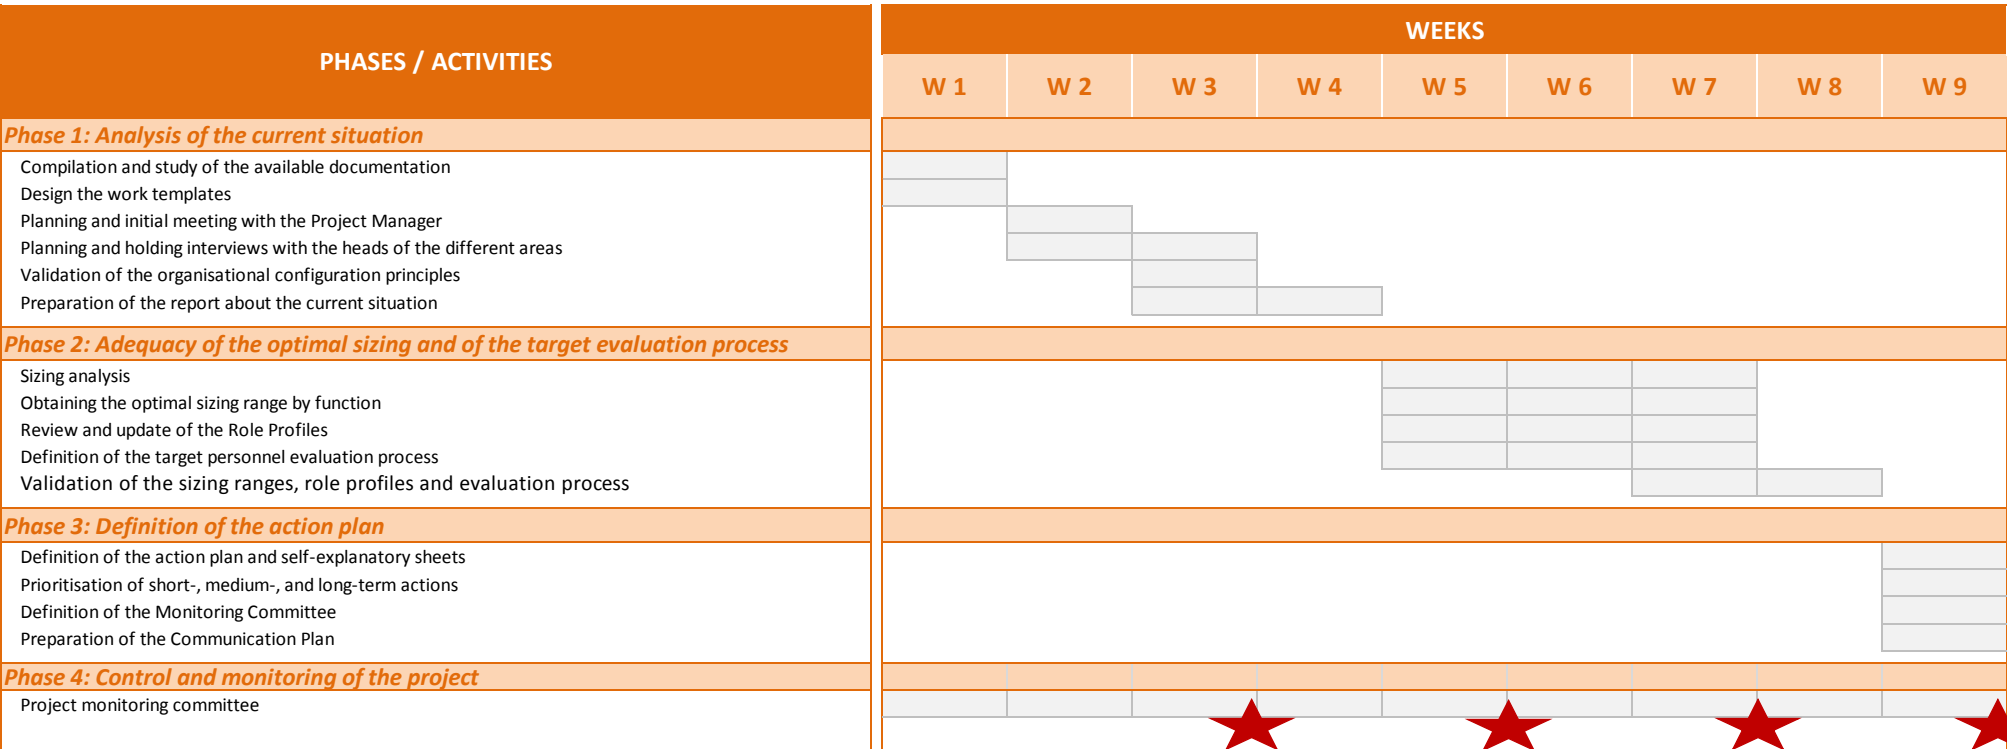 PHASES / ACTIVITIES
WEEKS
W 1 W 2 W 3 W 4 W 5 W 6 W 7 W 8 W 9
Phase 1: Analysis of the current situation
Compilation and study of the available documentation
Design the work templates
Planning and initial meeting with the Project Manager
Planning and holding interviews with the heads of the different areas
Validation of the organisational configuration principles
Preparation of the report about the current situation
Phase 2: Adequacy of the optimal sizing and of the target evaluation process
Sizing analysis
Obtaining the optimal sizing range by function
Review and update of the Role Profiles
Definition of the target personnel evaluation process
Validation of the sizing ranges, role profiles and evaluation process
Phase 3: Definition of the action plan
Definition of the action plan and self-explanatory sheets
Prioritisation of short-, medium-, and long-term actions
Definition of the Monitoring Committee
Preparation of the Communication Plan
Phase 4: Control and monitoring of the project
Project monitoring committee